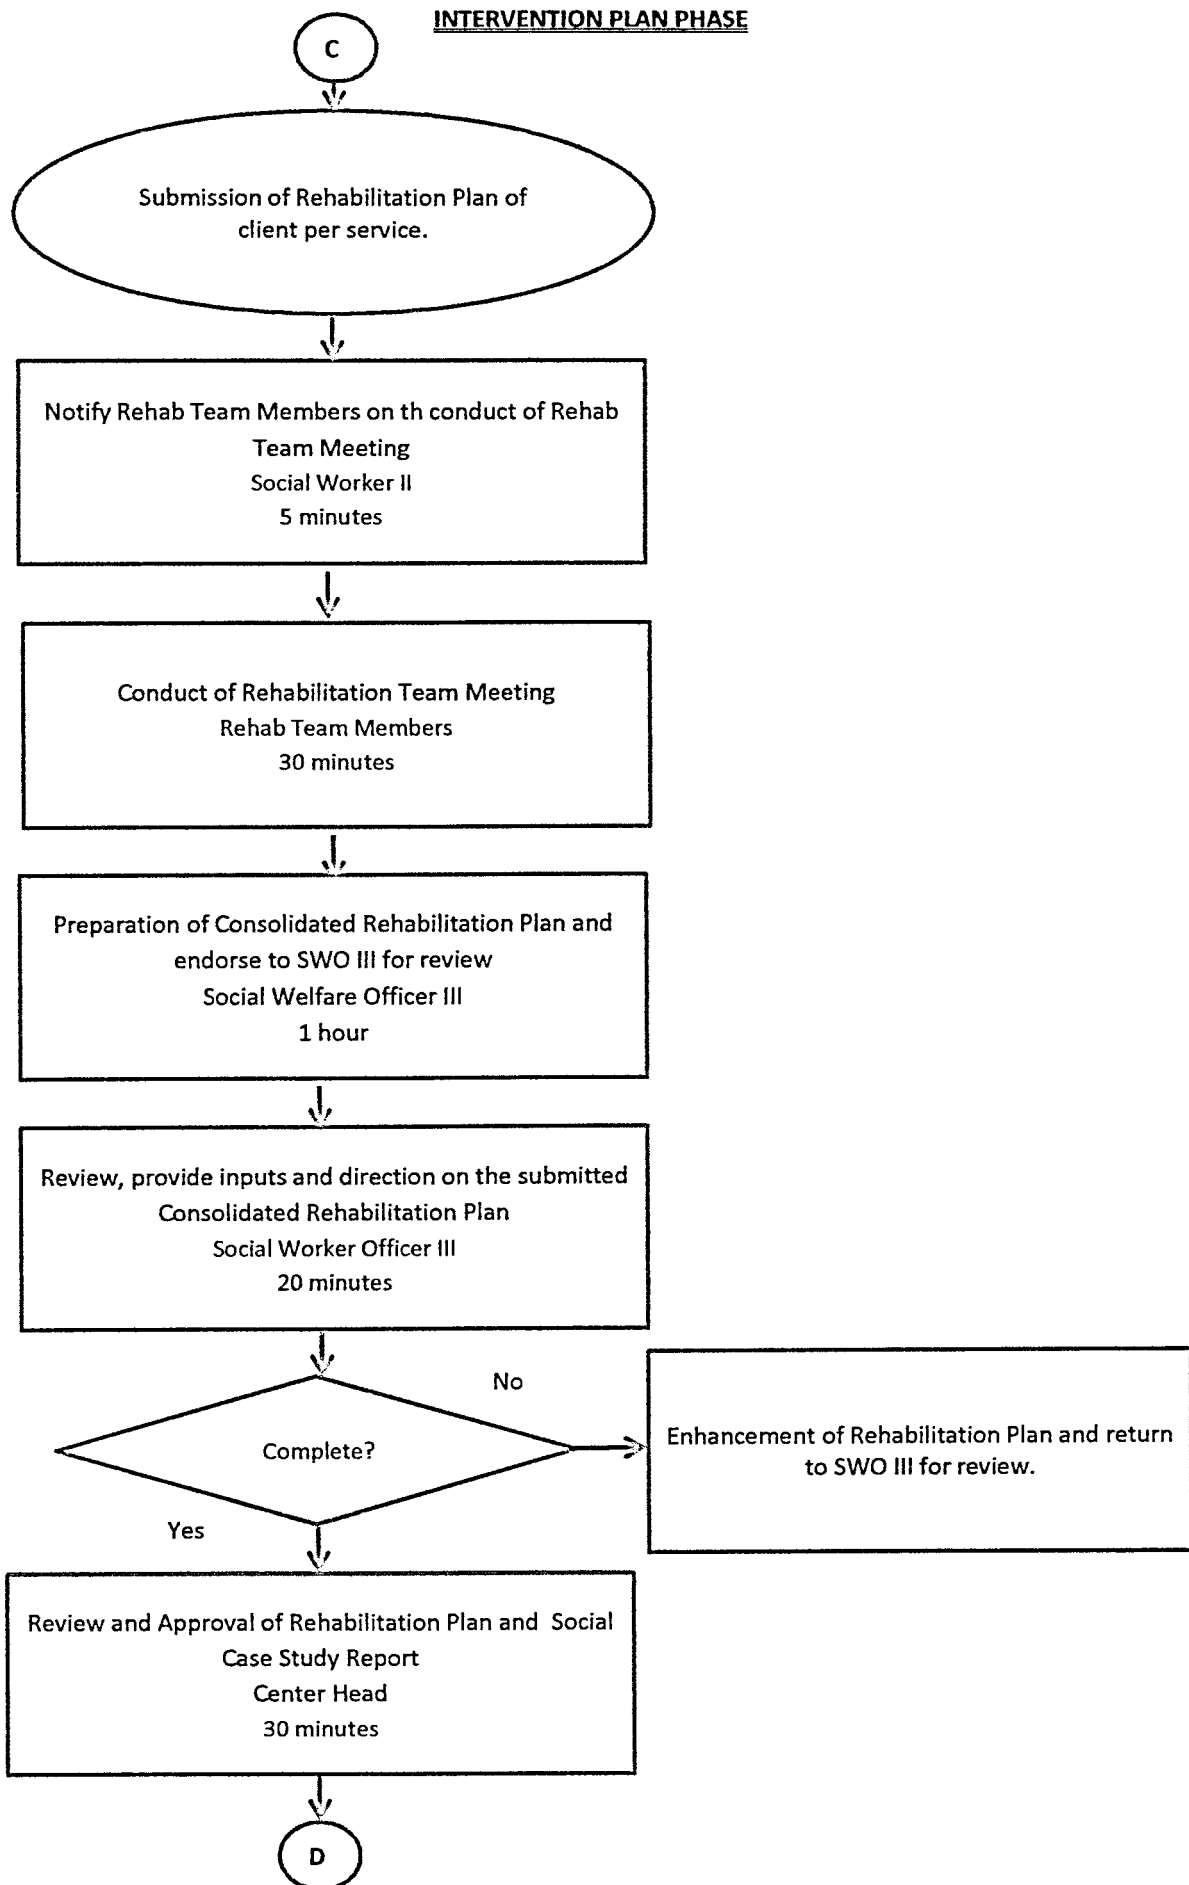 INTERVENTION PLAN PHASE
C
Submission of Rehabilitation Plan of
client per service.
Notify Rehab Team Members on th conduct of Rehab
Team Meeting
Social Worker II
5 minutes
Conduct of Rehabilitation Team Meeting
Rehab Team Members
30 minutes
Preparation of Consolidated Rehabilitation Plan and
endorse to SWO III for review
Social Welfare Officer III
1 hour
Review, provide inputs and direction on the submitted
Consolidated Rehabilitation Plan
Social Worker Officer III
20 minutes
No
Complete?
Enhancement of Rehabilitation Plan and return
to SWO III for review.
Yes
Review and Approval of Rehabilitation Plan and Social
Case Study Report
Center Head
30 minutes
D